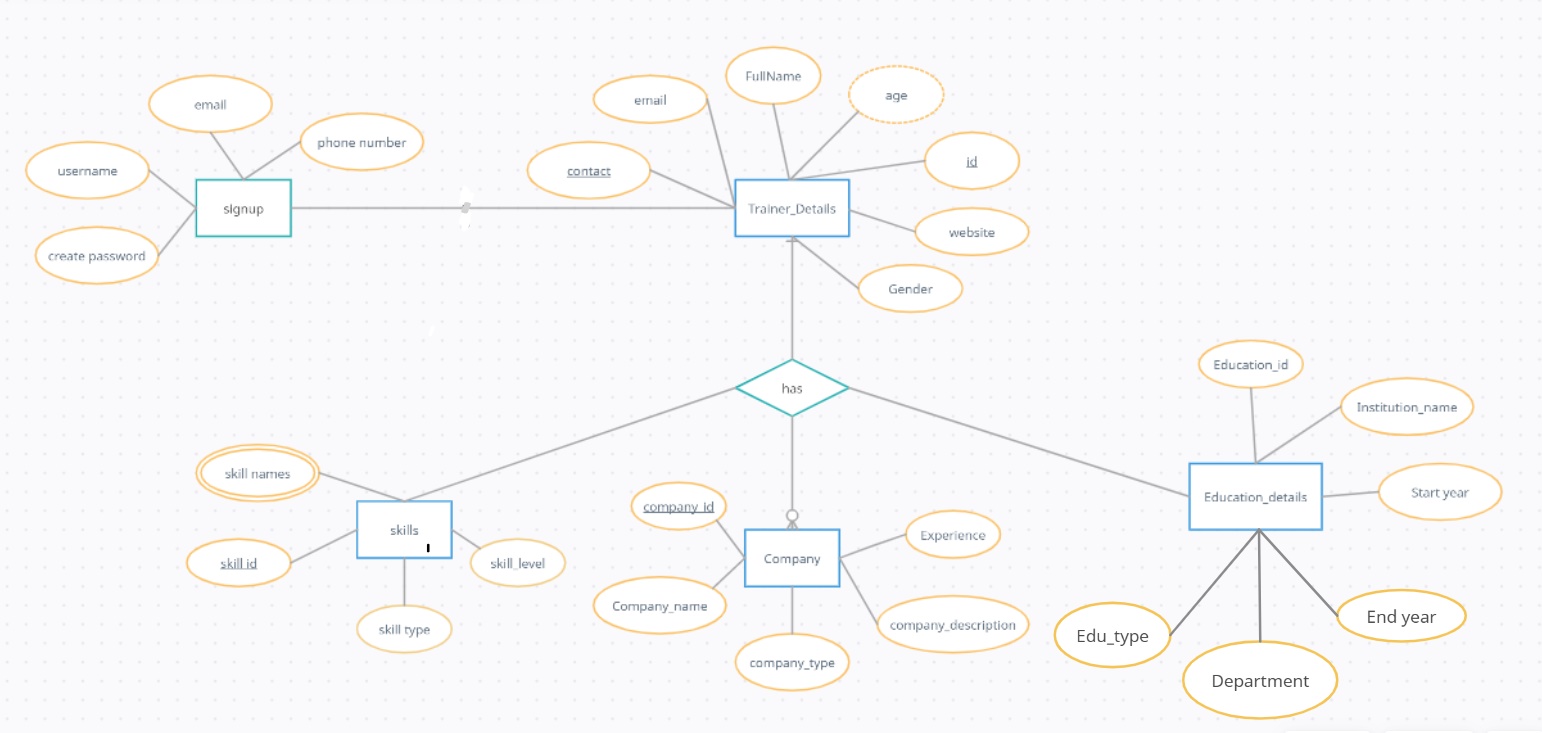 FullName
age
email
email
phone number
id
contact
username
signup
Trainer_Details
website
create password
Gender
Education_id
has
Institution_name
skill names
Start year
Education_details
company_id
skills
Experience
Company
skill id
skill_level
Company_name
End year
company_description
skill type
Edu_type
company_type
Department